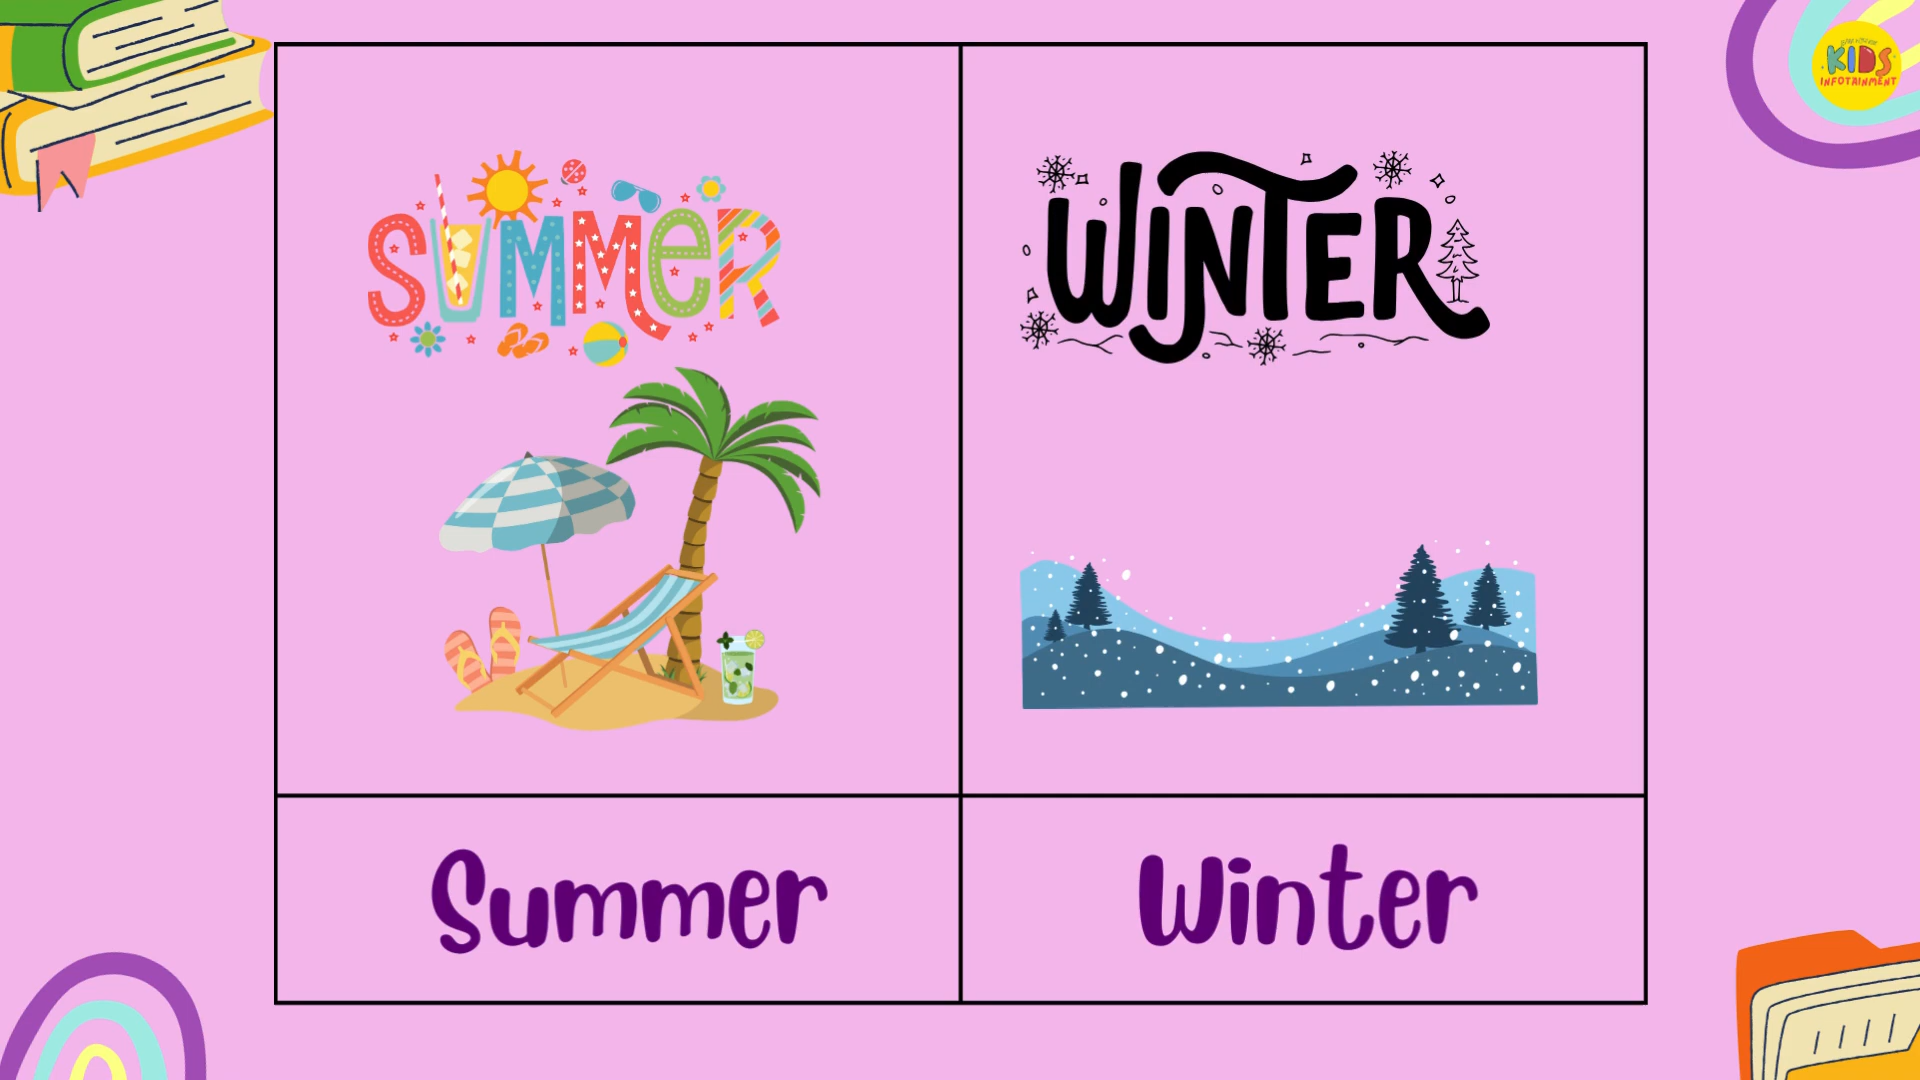 SUMMER
WINTER
Summer
Winter
KIDS
INFOTAINMENT